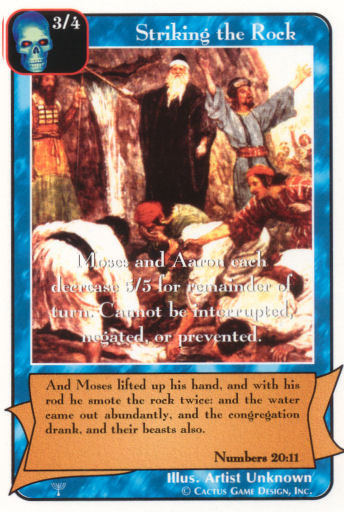 3/4
Striking the Rock
Moses and Aaron each
decrease 5/5 for remainder of
turn. Cannot be interrupted,
negated, or prevented.
And Moses lifted up his hand, and with his
rod he smote the rock twice: and the water
came out abundantly, and the congregation
drank, and their beasts also.
Numbers 20:11
Illus. Artist Unknown
© Cactus Game Design, Inc.